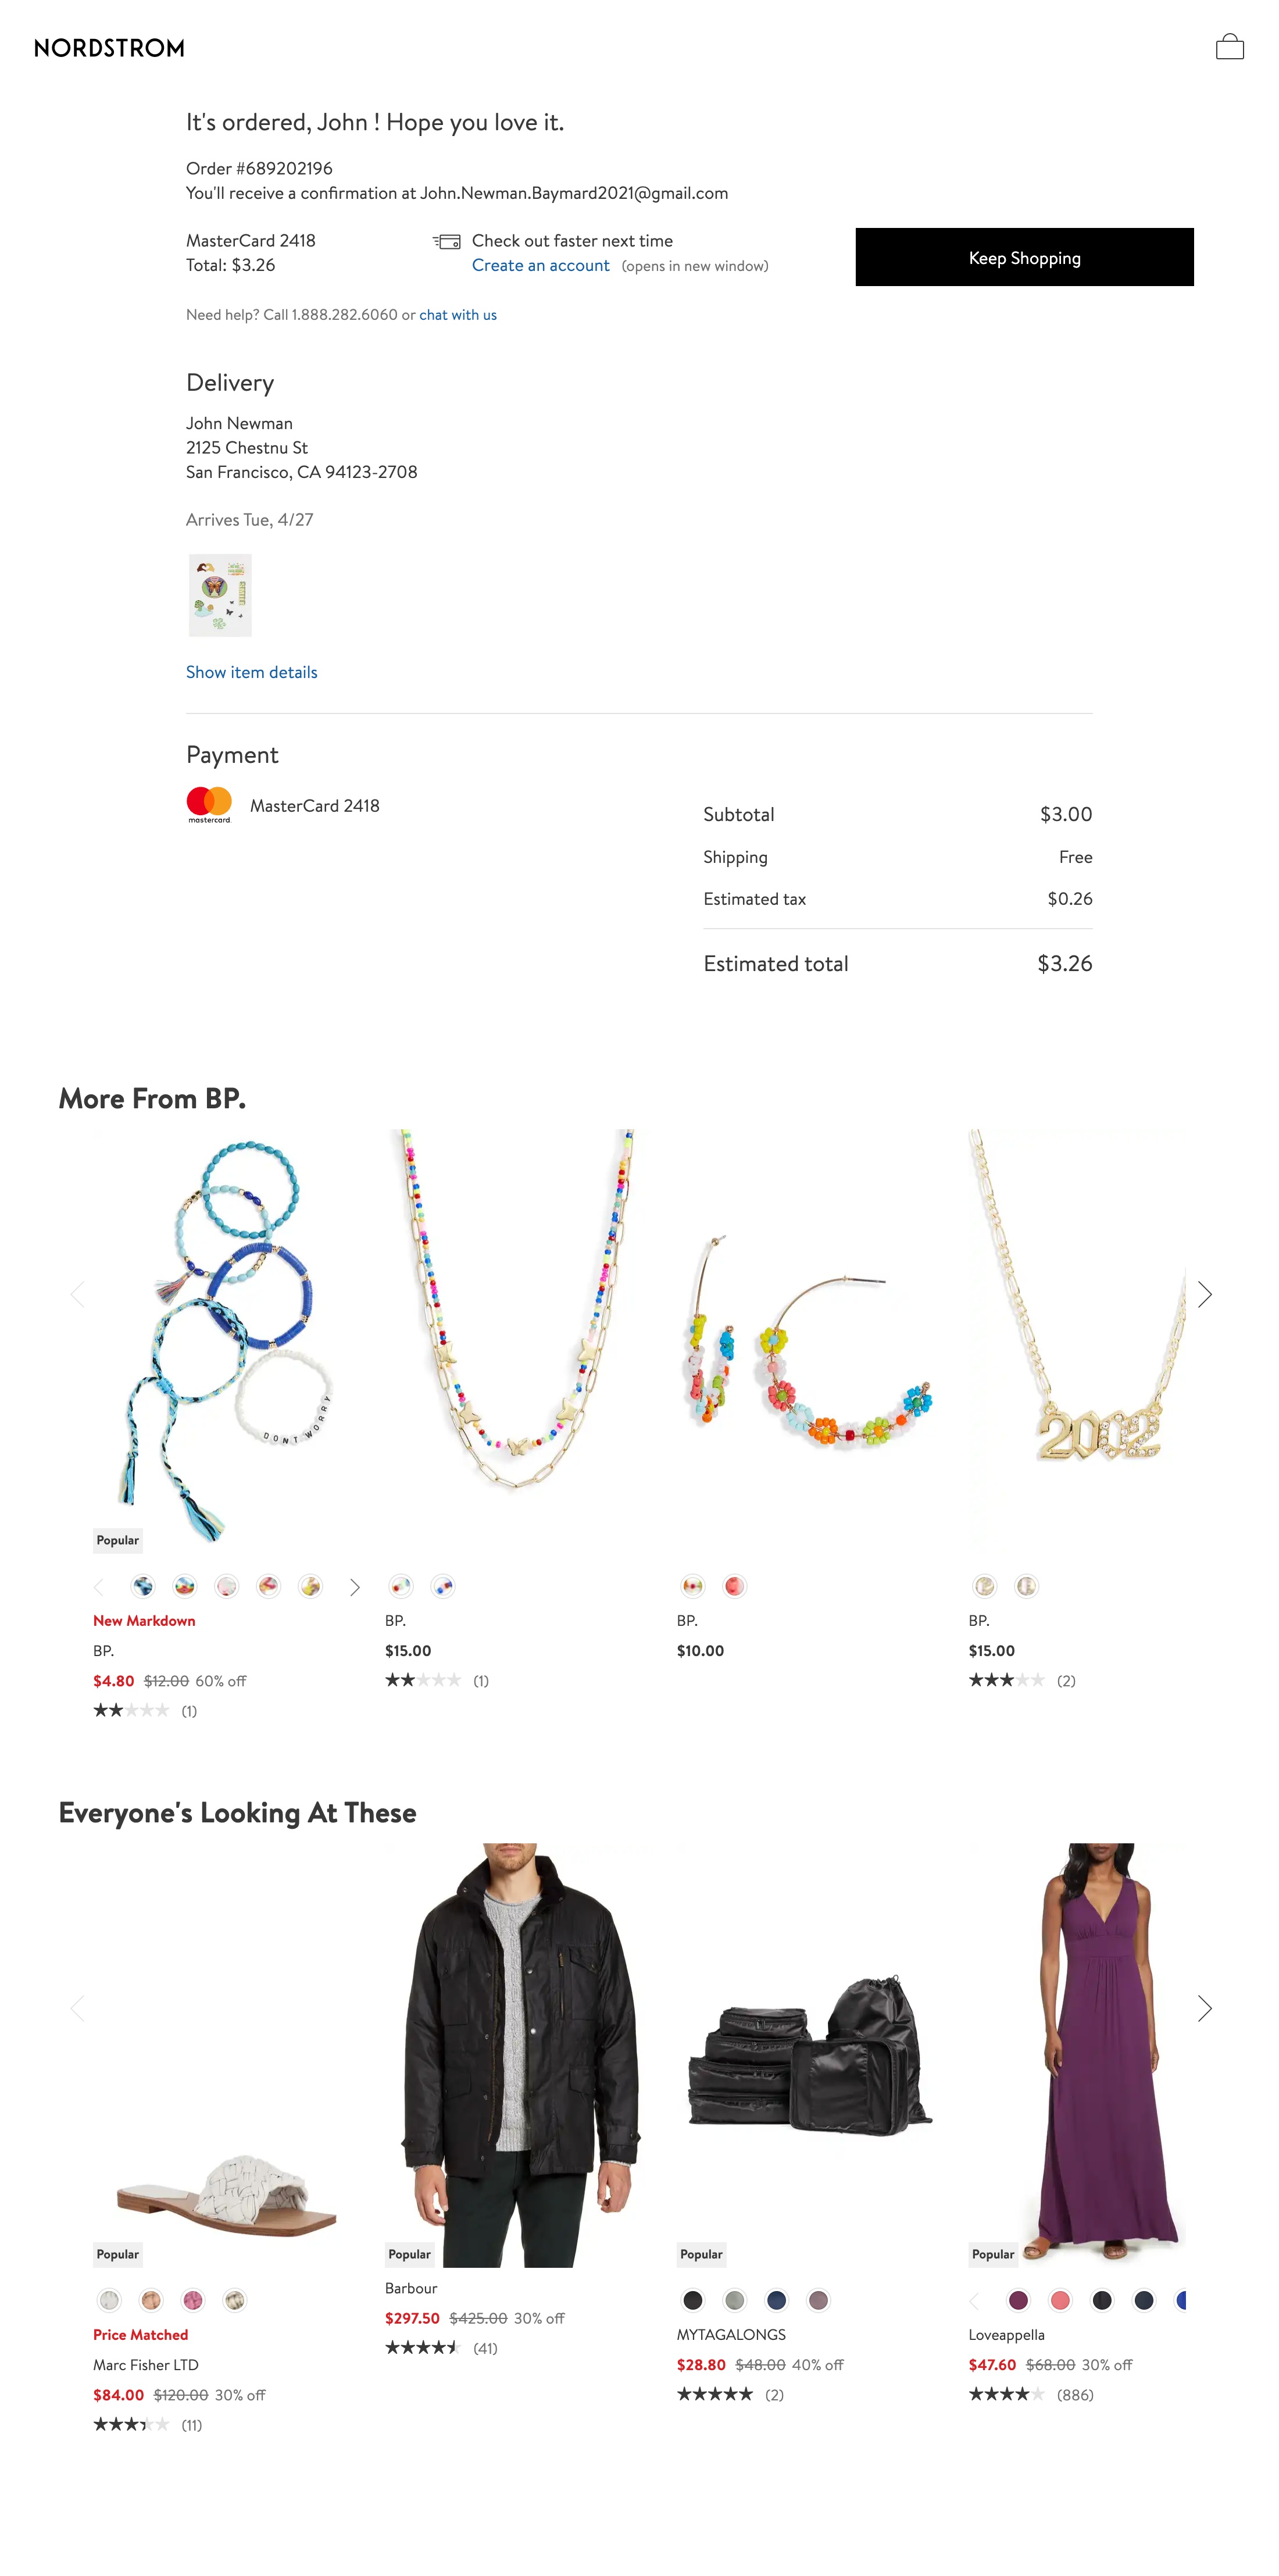 NORDSTROM
It's ordered, John ! Hope you love it.
Order #689202196
You'll receive a confirmation at John.Newman.Baymard2021@gmail.com
MasterCard 2418
Total: $3.26
Check out faster next time
Create an account (opens in new window)
Keep Shopping
Need help? Call 1.888.282.6060 or chat with us
Delivery
John Newman
2125 Chestnu St
San Francisco, CA 94123-2708
Arrives Tue, 4/27
Show item details
Payment
mastercard.
MasterCard 2418
Subtotal $3.00
Shipping Free
Estimated tax $0.26
Estimated total $3.26
More From BP.
DONT WORRY
2002
Popular
New Markdown
BP.
$4.80 $12.00 60% off
(1)
BP.
$15.00
(1)
BP.
$10.00
BP.
$15.00
(2)
Everyone's Looking At These
Popular
Price Matched
Marc Fisher LTD
$84.00 $120.00 30% off
(11)
Popular
Barbour
$297.50 $425.00 30% off
(41)
Popular
MYTAGALONGS
$28.80 $48.00 40% off
(2)
Popular
Loveappella
$47.60 $68.00 30% off
(886)